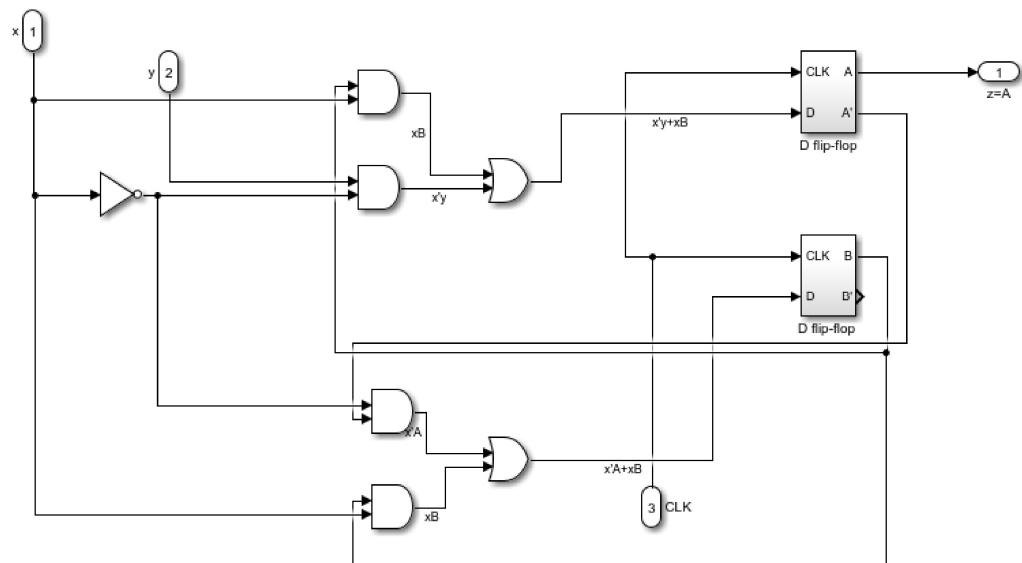 x 1
y 2
CLK A
D A'
D flip-flop
1
z=A
xB
x'y+xB
x'y
CLK B
D B'
D flip-flop
x'A
x'A+xB
xB
3 CLK